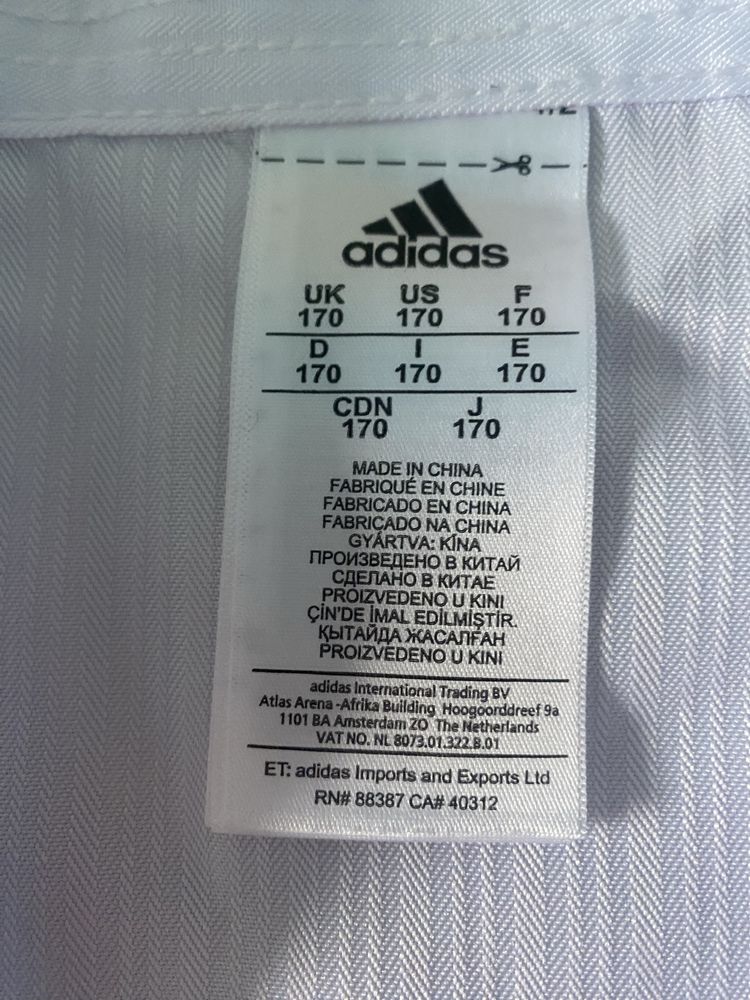 adidas
UK US F
170 170 170
D I E
170 170 170
CDN J
170 170
MADE IN CHINA
FABRIQUÉ EN CHINE
FABRICADO EN CHINA
FABRICADO NA CHINA
GYÁRTVA: KÍNA
ПРОИЗВЕДЕНО В КИТАЙ
СДЕЛАНО В КИТАЕ
PROIZVEDENO U KINI
ÇİN'DE İMAL EDİLMİŞTİR.
ҚЫТАЙДА ЖАСАЛҒАН
PROIZVEDENO U KINI
adidas International Trading BV
Atlas Arena -Afrika Building Hoogoorddreef 9a
1101 BA Amsterdam ZO The Netherlands
VAT NO. NL 8073.01.322.B.01
ET: adidas Imports and Exports Ltd
RN# 88387 CA# 40312